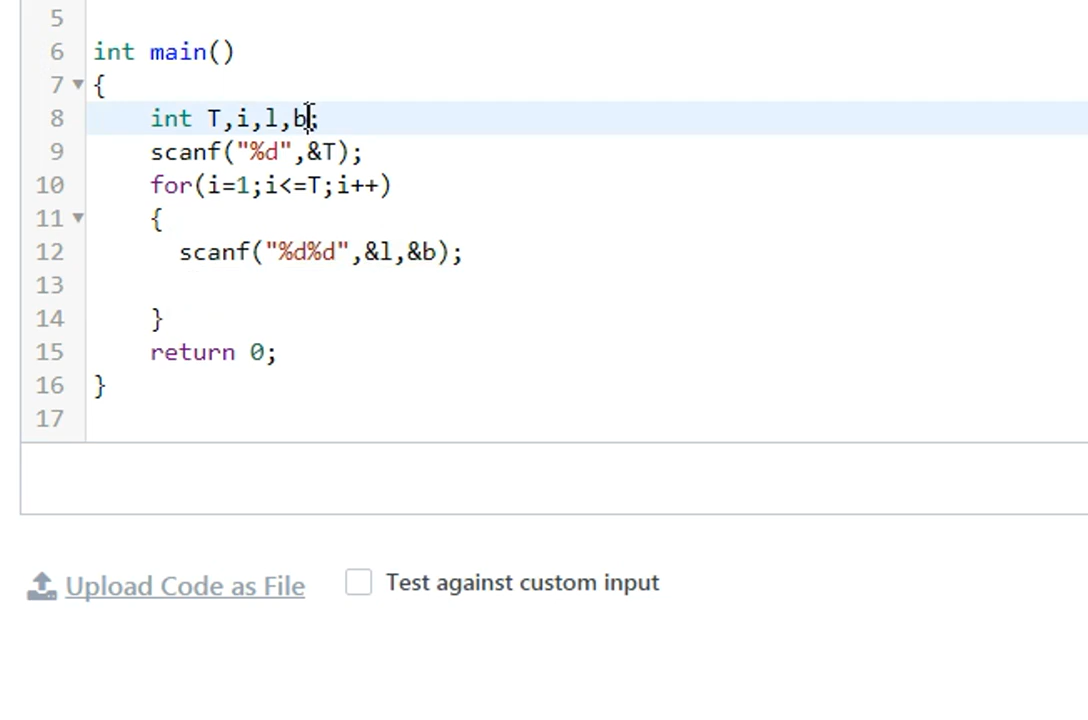 5
6 int main()
7 {
8 int T,i,l,b;
9 scanf("%d",&T);
10 for(i=1;i<=T;i++)
11 {
12 scanf("%d%d",&l,&b);
13
14 }
15 return 0;
16 }
17
Upload Code as File Test against custom input